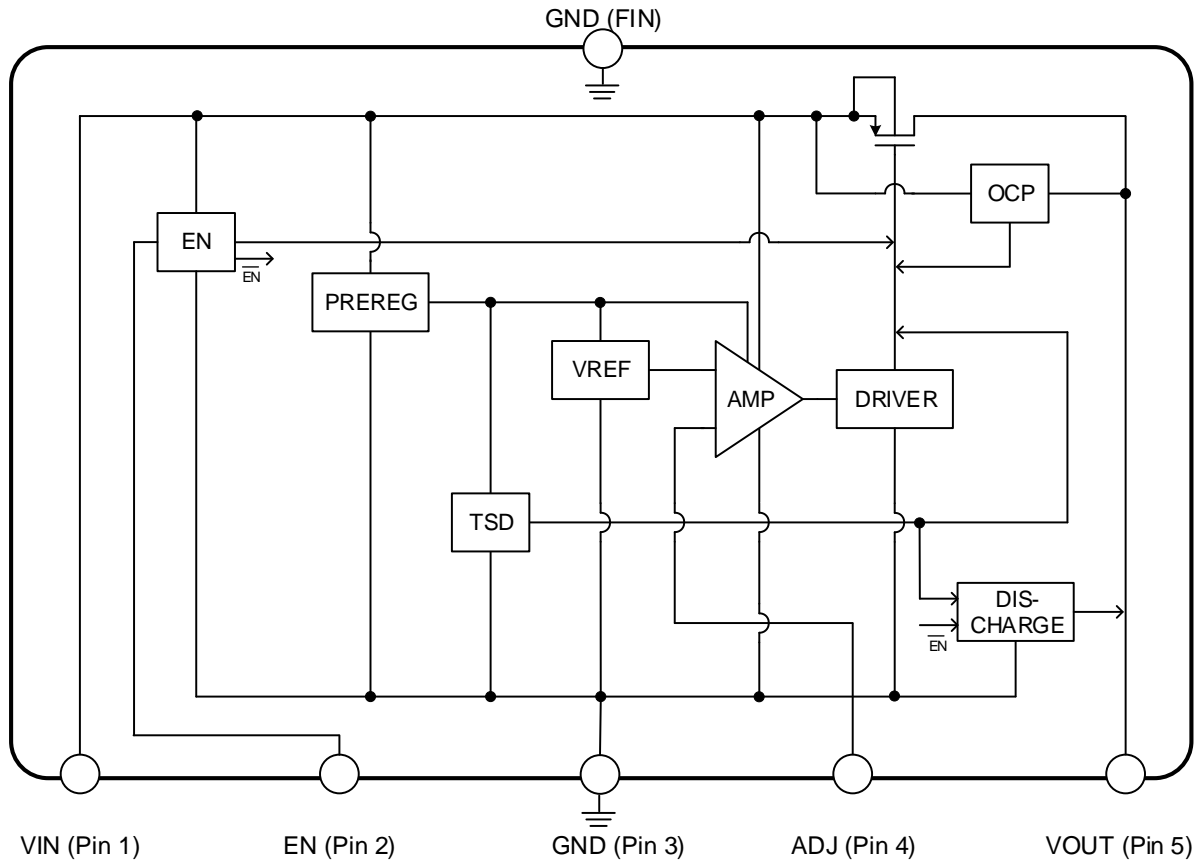 GND (FIN)
OCP
EN
EN
PREREG
VREF
AMP
DRIVER
TSD
DIS-
CHARGE
EN
VIN (Pin 1)
EN (Pin 2)
GND (Pin 3)
ADJ (Pin 4)
VOUT (Pin 5)